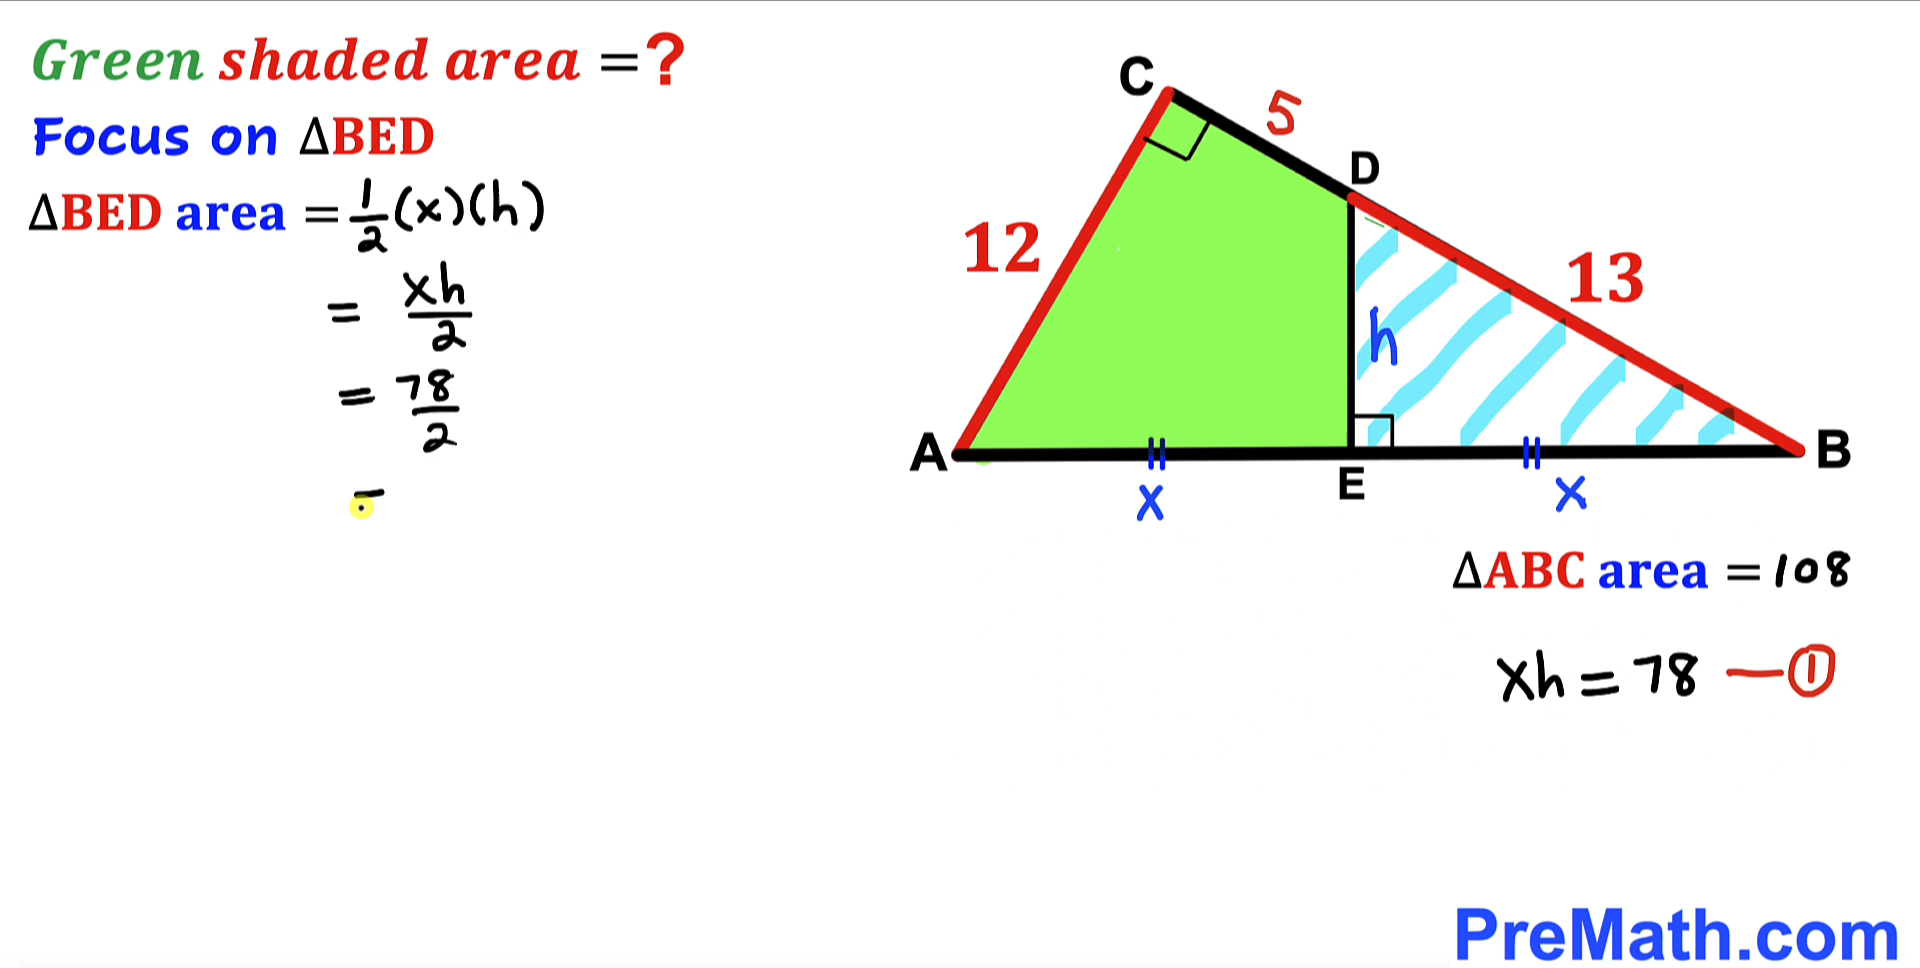 Green shaded area =?
Focus on ΔBED
ΔBED area = 1/2 (x)(h)
= xh/2
= 78/2
C
5
D
12
13
h
A
E
B
x
x
ΔABC area = 108
xh = 78 —①
PreMath.com